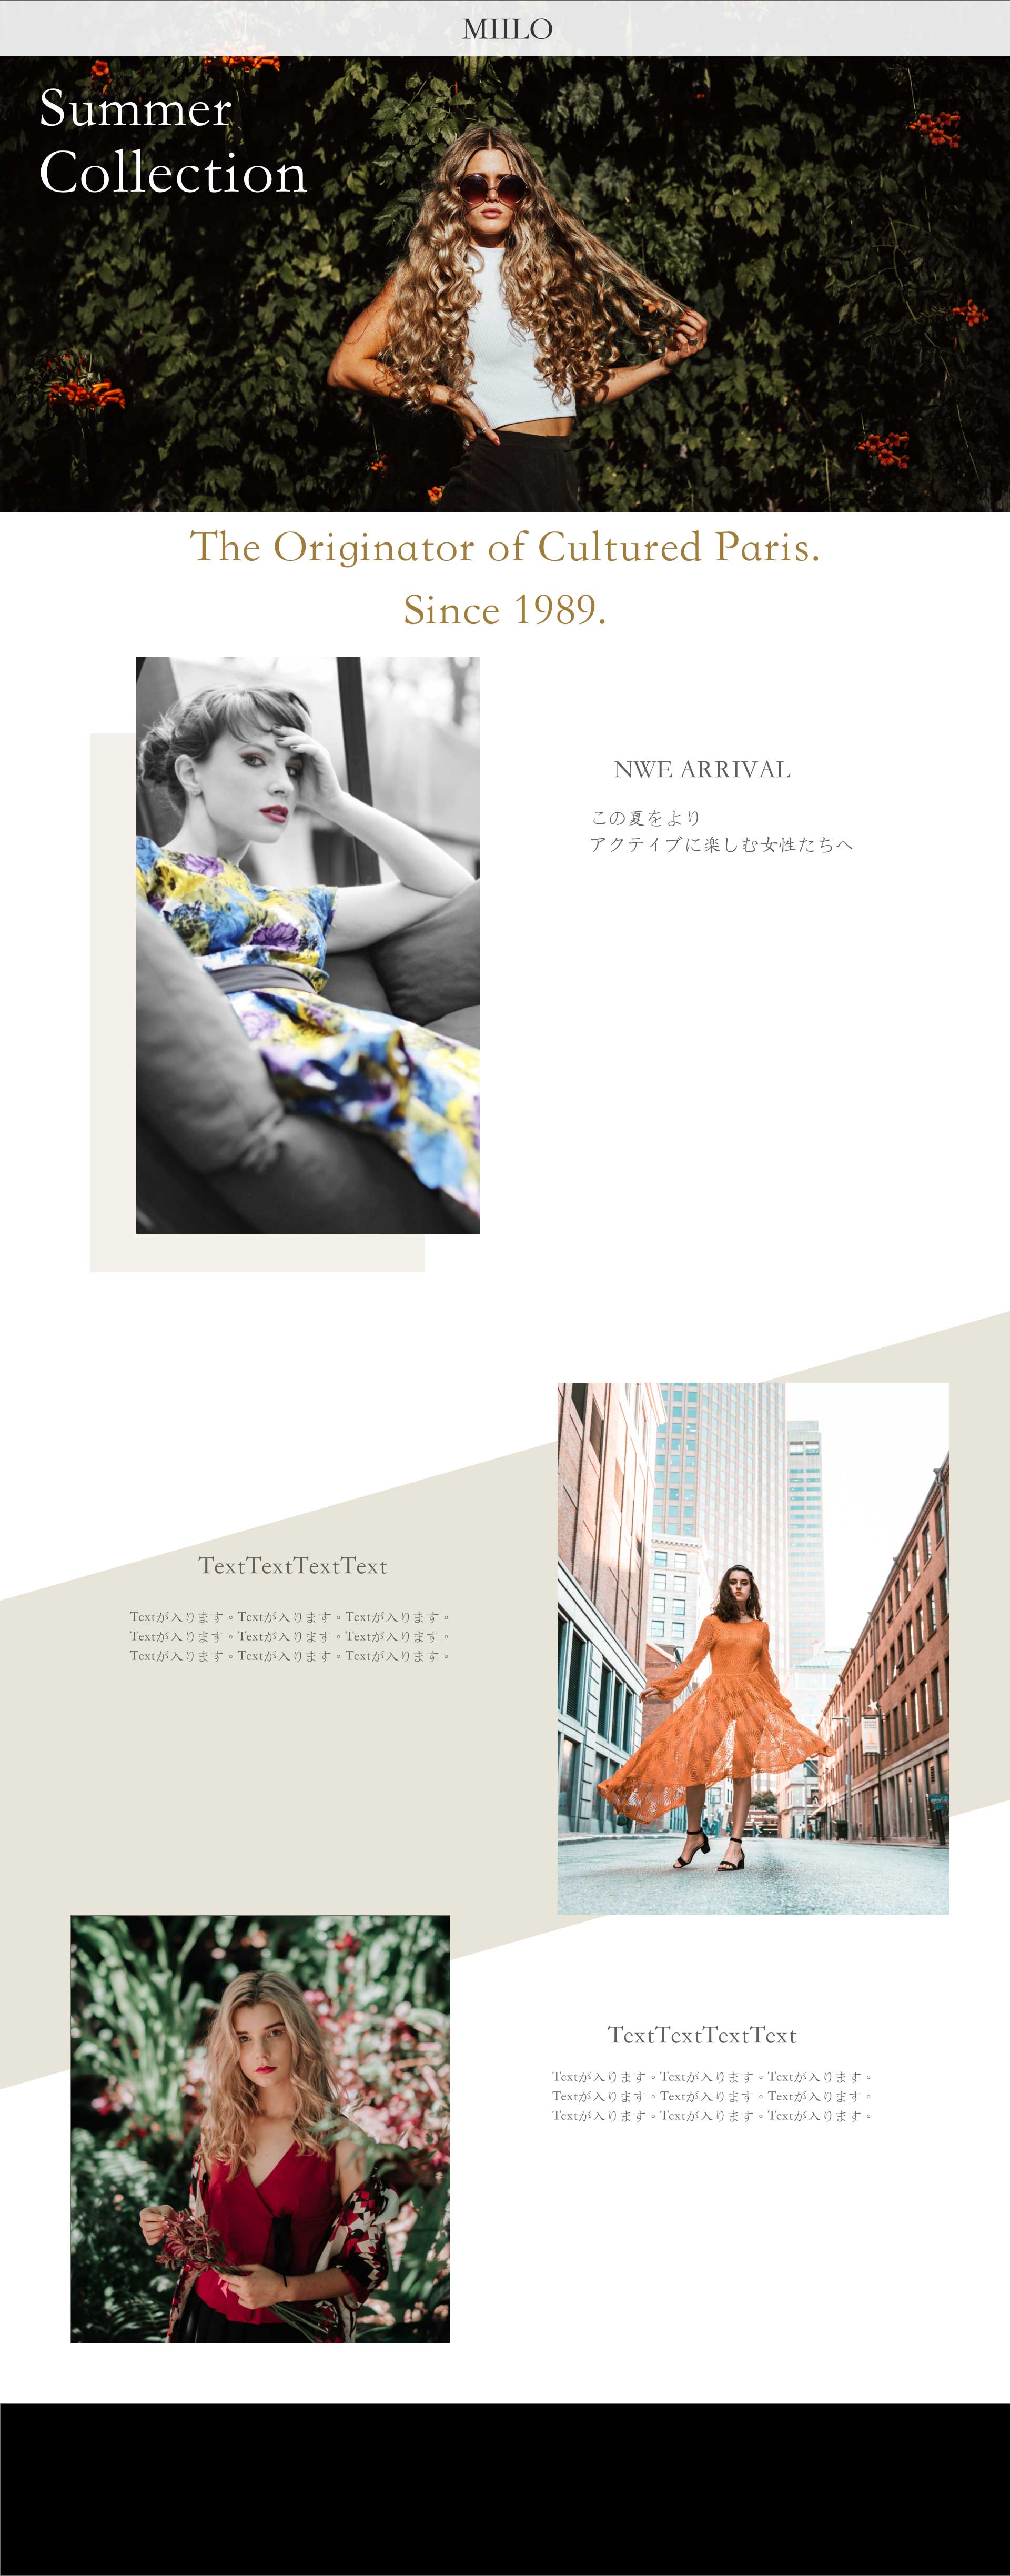 MIILO
Summer
Collection
The Originator of Cultured Paris.
Since 1989.
NWE ARRIVAL
この夏をより
アクティブに楽しむ女性たちへ
TextTextTextText
Textが入ります。Textが入ります。Textが入ります。
Textが入ります。Textが入ります。Textが入ります。
Textが入ります。Textが入ります。Textが入ります。
TextTextTextText
Textが入ります。Textが入ります。Textが入ります。
Textが入ります。Textが入ります。Textが入ります。
Textが入ります。Textが入ります。Textが入ります。